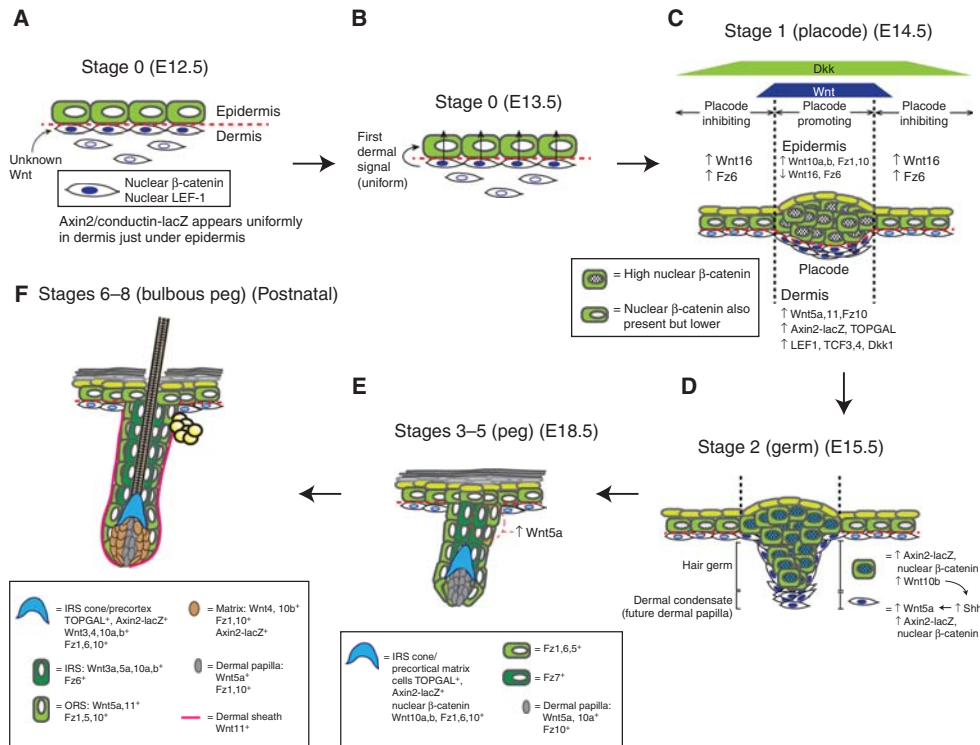 A
Stage 0 (E12.5)
Epidermis
Dermis
Unknown
Wnt
Nuclear β-catenin
Nuclear LEF-1
Axin2/conductin-lacZ appears uniformly
in dermis just under epidermis
B
Stage 0 (E13.5)
First
dermal
signal
(uniform)
C
Stage 1 (placode) (E14.5)
Dkk
Wnt
Placode
inhibiting
Placode
promoting
Placode
inhibiting
Epidermis
↑ Wnt16
↑ Fz6
↑ Wnt10a,b, Fz1,10
↓ Wnt16, Fz6
↑ Wnt16
↑ Fz6
Placode
= High nuclear β-catenin
= Nuclear β-catenin also
present but lower
Dermis
↑ Wnt5a,11,Fz10
↑ Axin2-lacZ, TOPGAL
↑ LEF1, TCF3,4, Dkk1
D
Stage 2 (germ) (E15.5)
Hair germ
Dermal condensate
(future dermal papilla)
= ↑ Axin2-lacZ,
nuclear β-catenin
↑ Wnt10b
= ↑ Wnt5a ← ↑ Shh
↑ Axin2-lacZ,
nuclear β-catenin
E
Stages 3–5 (peg) (E18.5)
↑ Wnt5a
= IRS cone/
precortical matrix
cells TOPGAL⁺,
Axin2-lacZ⁺
nuclear β-catenin
Wnt10a,b, Fz1,6,10⁺
= Fz1,6,5⁺
= Fz7⁺
= Dermal papilla:
Wnt5a, 10a⁺
Fz10⁺
F
Stages 6–8 (bulbous peg) (Postnatal)
= IRS cone/precortex
TOPGAL⁺, Axin2-lacZ⁺
Wnt3,4,10a,b⁺
Fz1,6,10⁺
= IRS: Wnt3a,5a,10a,b⁺
Fz6⁺
= ORS: Wnt5a,11⁺
Fz1,5,10⁺
= Matrix: Wnt4, 10b⁺
Fz1,10⁺
Axin2-lacZ⁺
= Dermal papilla:
Wnt5a⁺
Fz1,10⁺
= Dermal sheath
Wnt11⁺